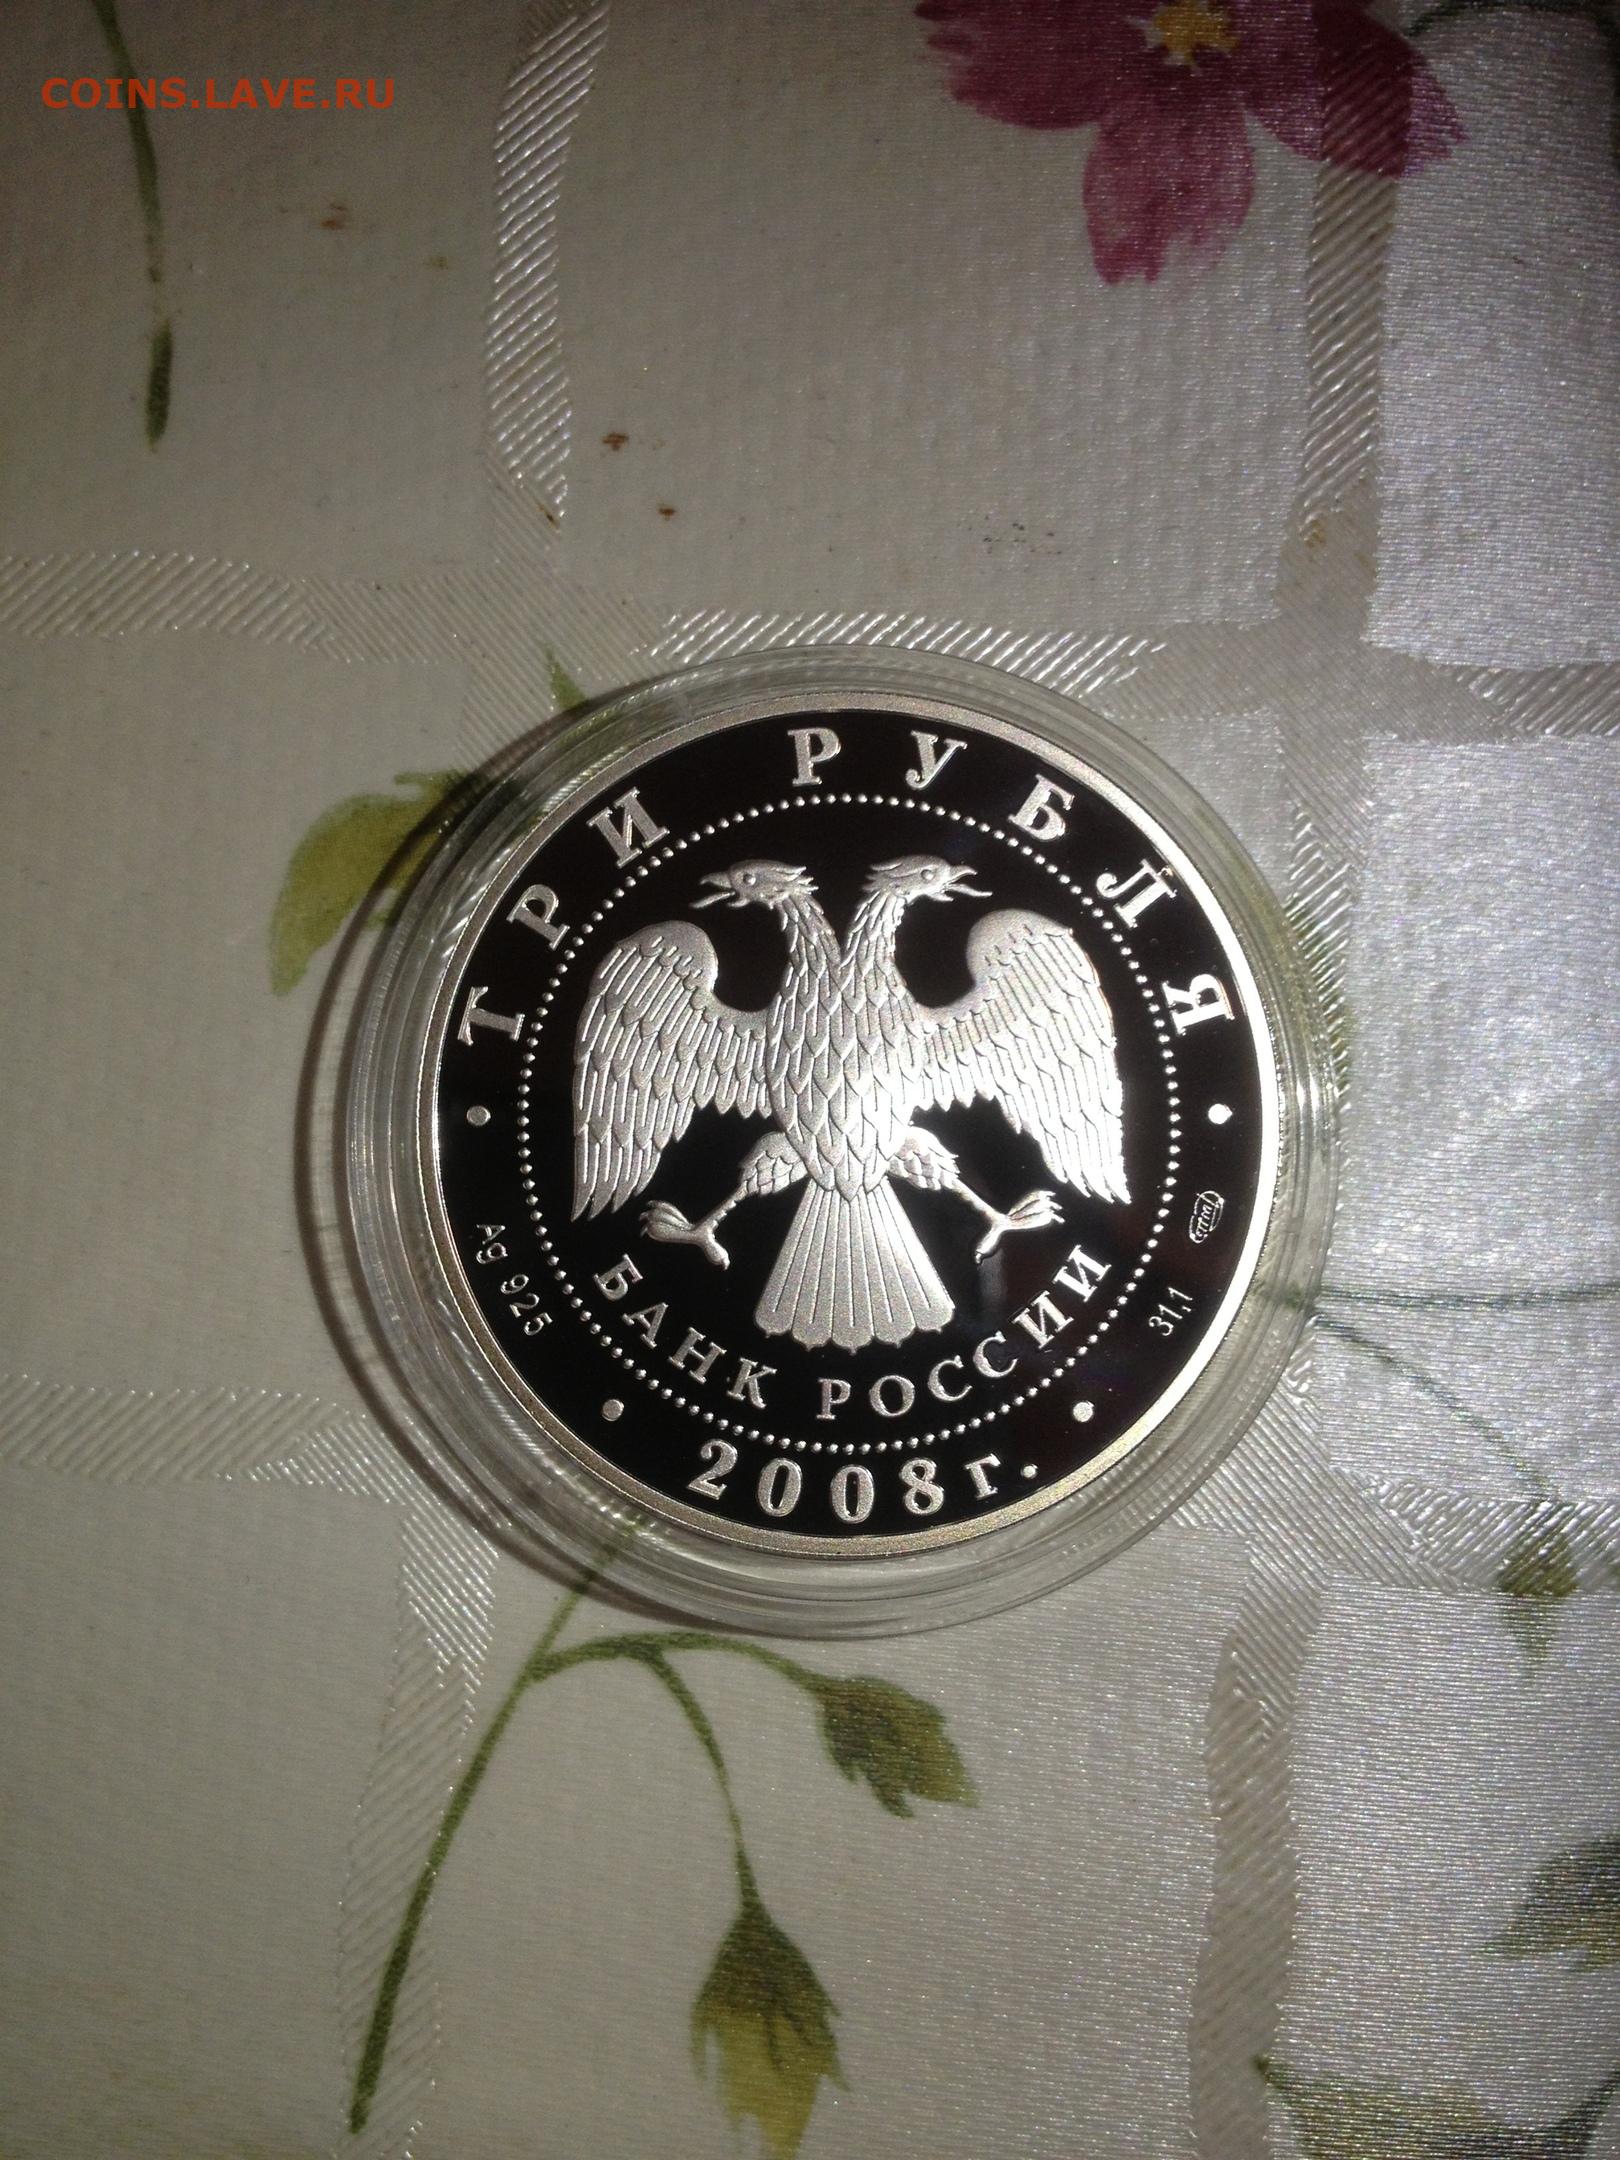 COINS.LAVE.RU
ТРИ РУБЛЯ
Ag 925
31,1
БАНК РОССИИ
2008г.